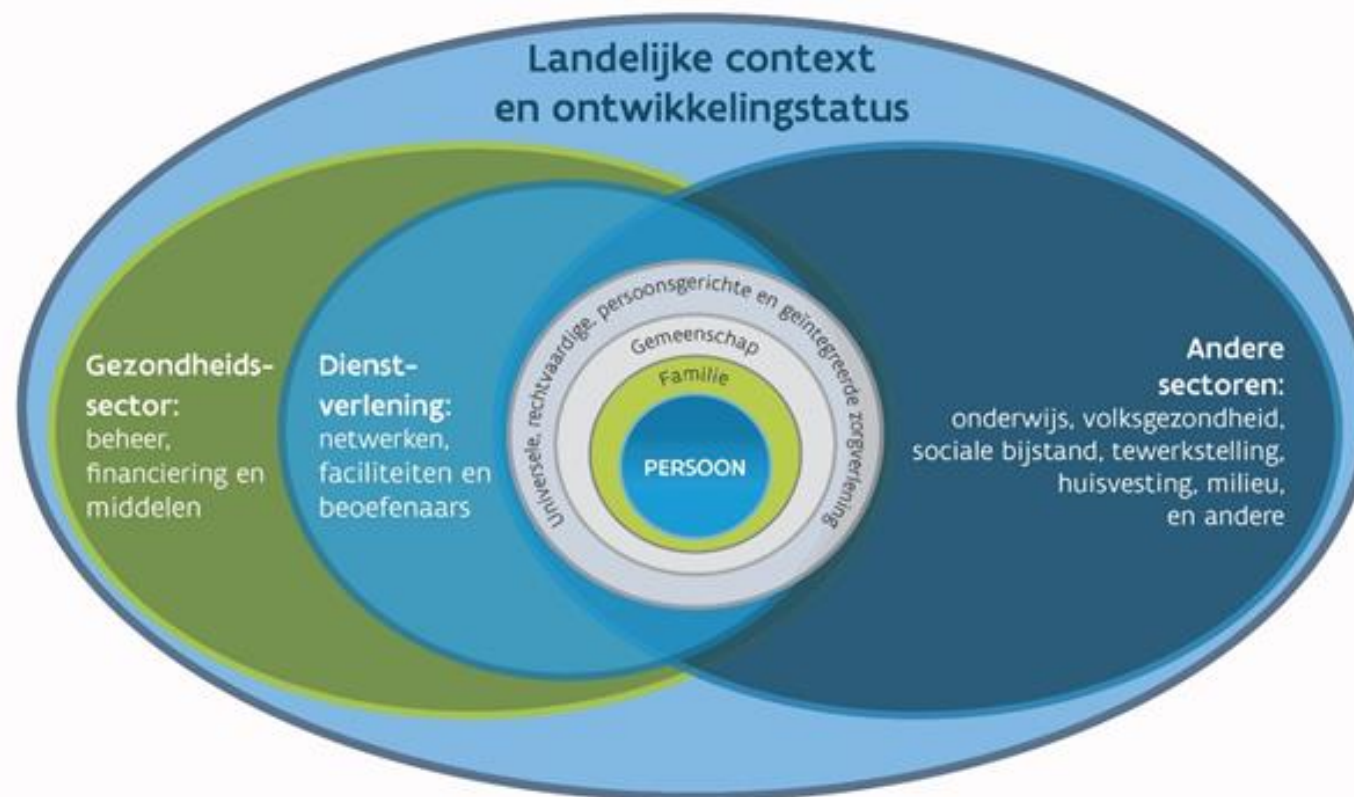 Landelijke context
en ontwikkelingstatus
Gezondheids-
sector:
beheer,
financiering en
middelen
Dienst-
verlening:
netwerken,
faciliteiten en
beoefenaars
Universele, rechtvaardige, persoonsgerichte en geïntegreerde zorgverlening
Gemeenschap
Familie
PERSOON
Andere
sectoren:
onderwijs, volksgezondheid,
sociale bijstand, tewerkstelling,
huisvesting, milieu,
en andere